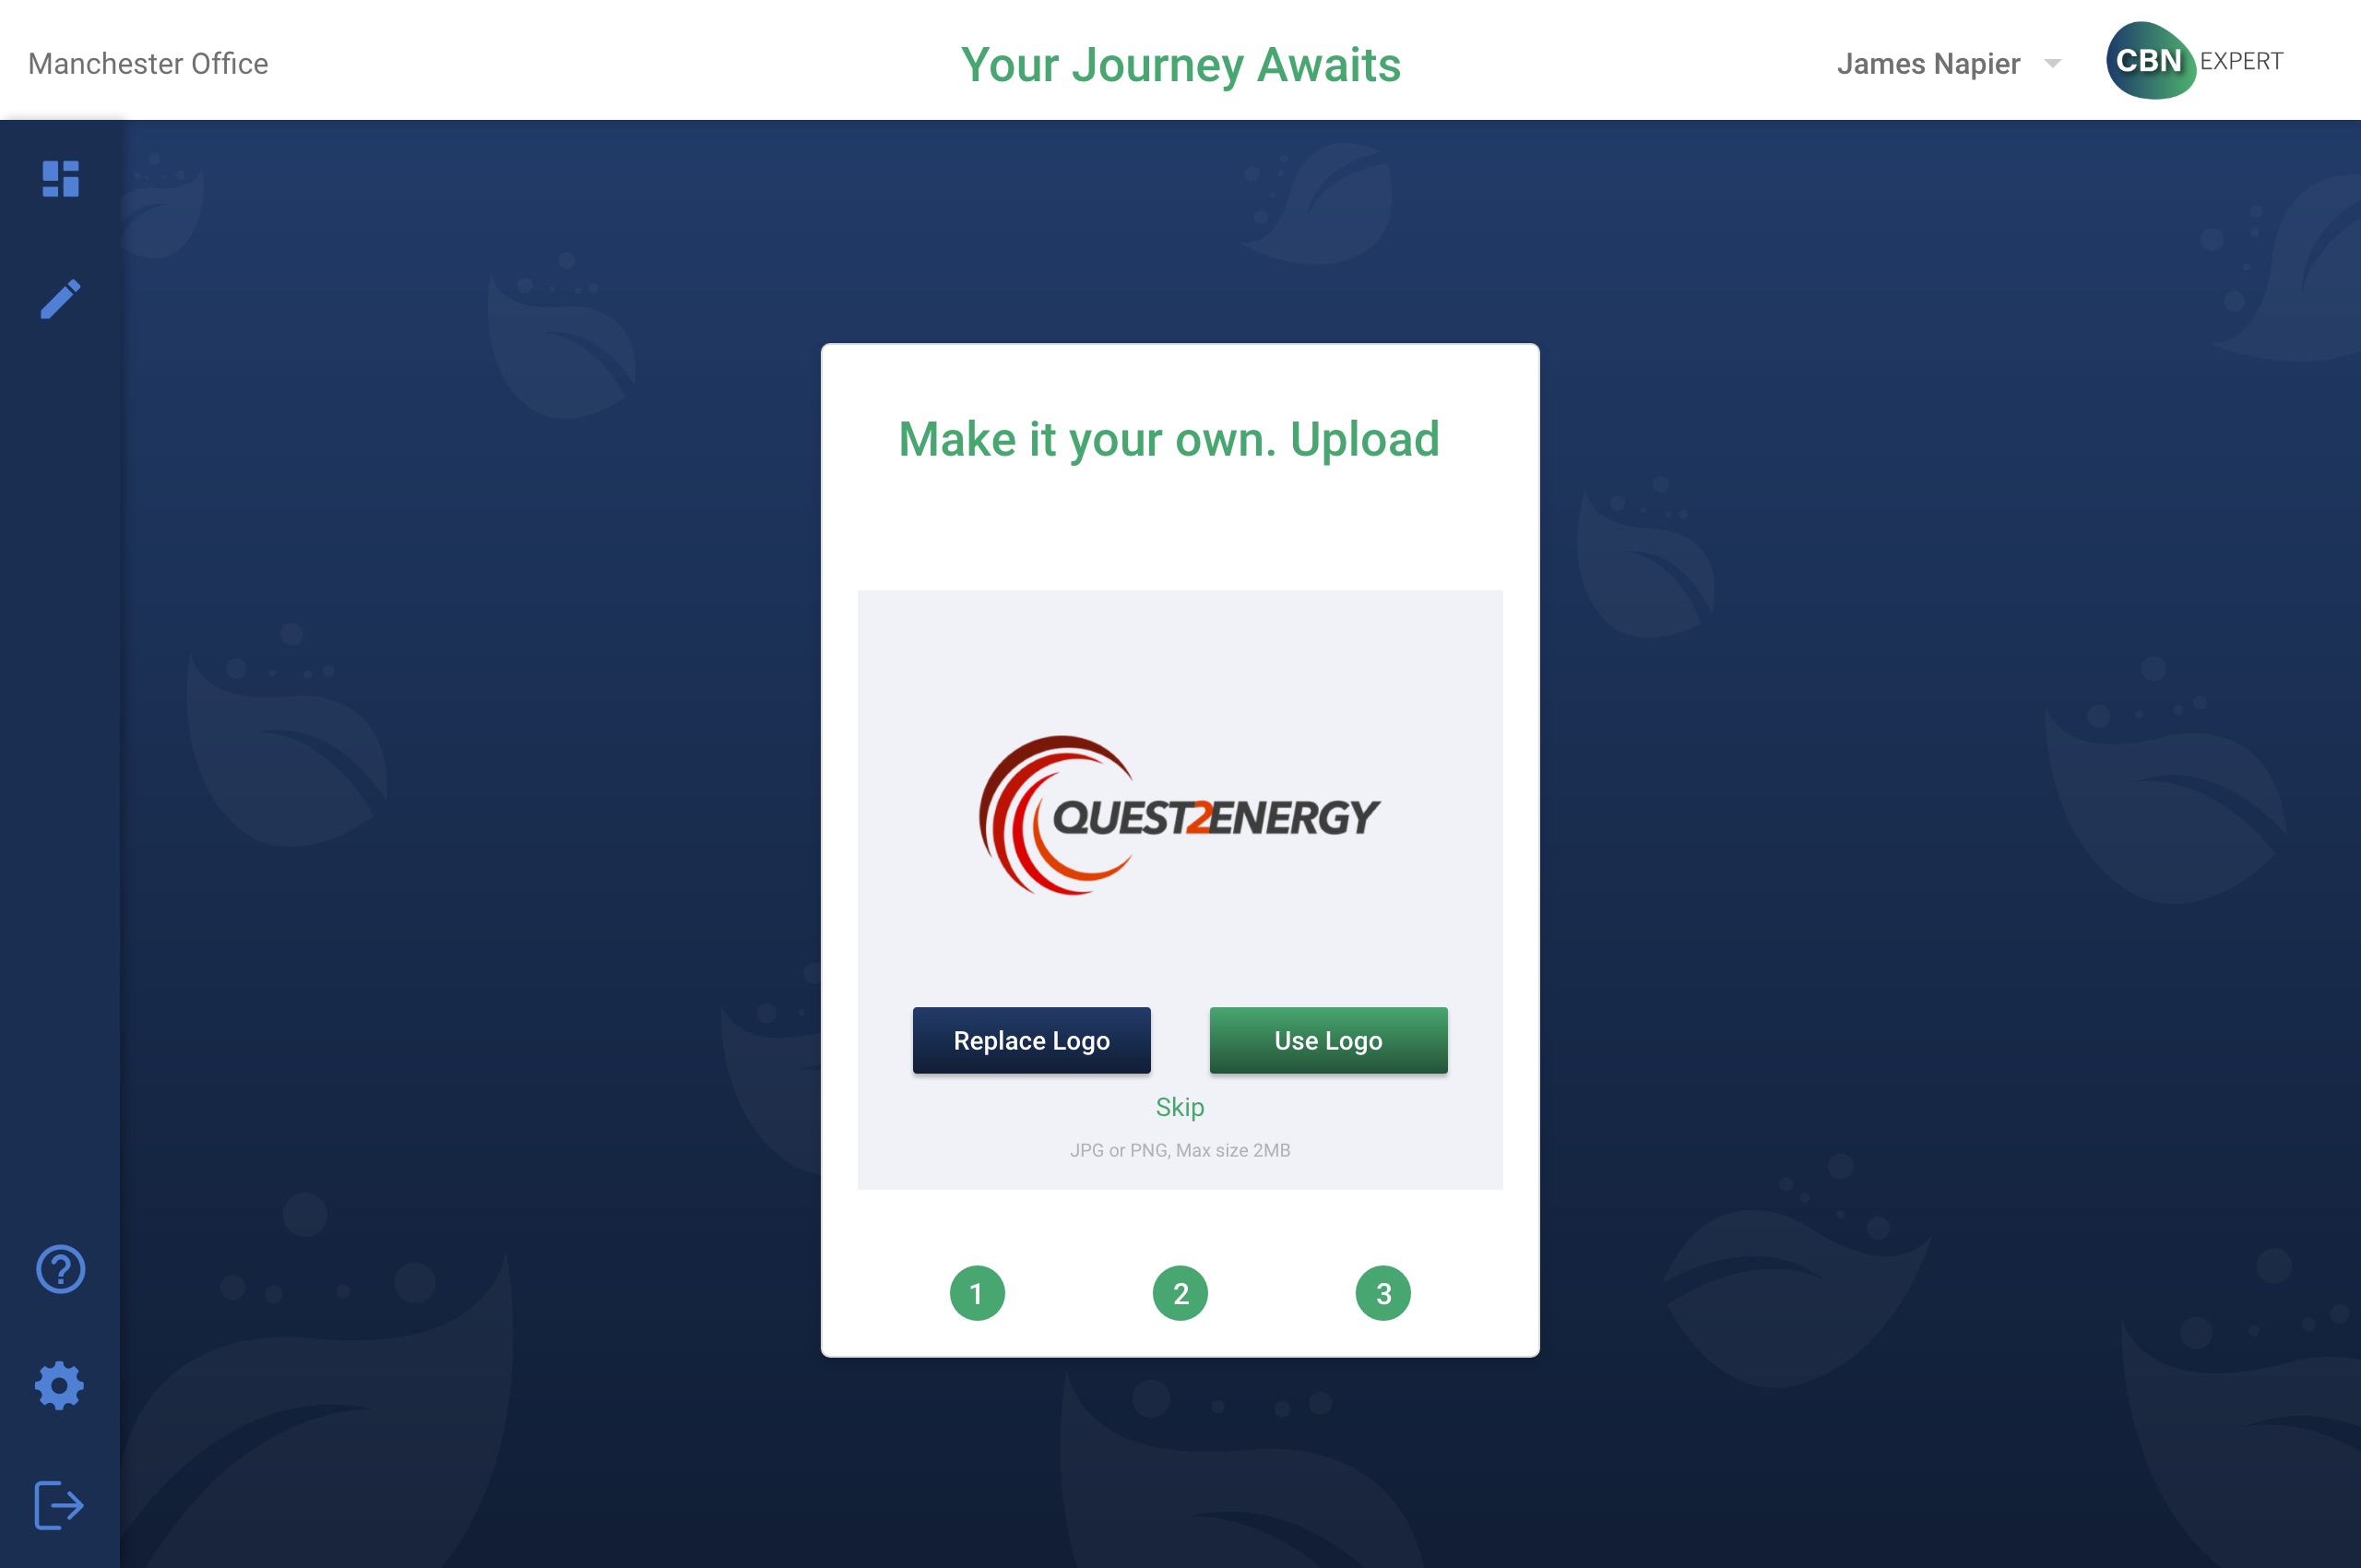 Manchester Office
Your Journey Awaits
James Napier
CBN EXPERT
Make it your own. Upload
QUEST2ENERGY
Replace Logo
Use Logo
Skip
JPG or PNG, Max size 2MB
1
2
3